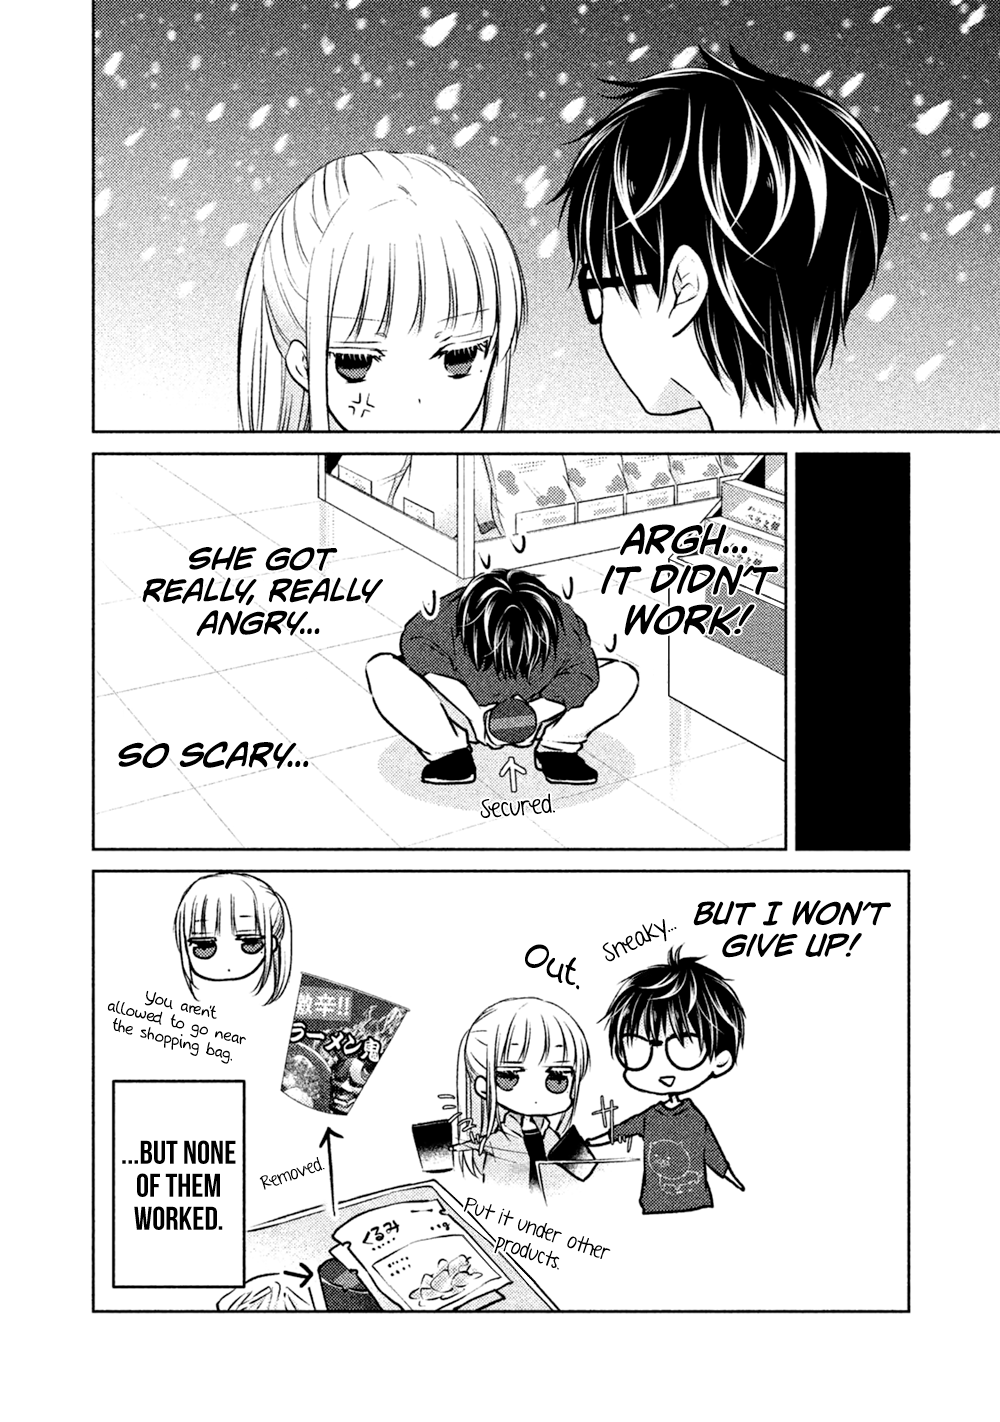 ARGH...
IT DIDN'T
WORK!
SHE GOT
REALLY, REALLY
ANGRY...
SO SCARY...
Secured.
BUT I WON'T
GIVE UP!
Sneaky...
Out.
You aren't
allowed to go near
the shopping bag.
激辛!!
ラーメン鬼
Removed.
Put it under other
products.
くるみ
...BUT NONE
OF THEM
WORKED.